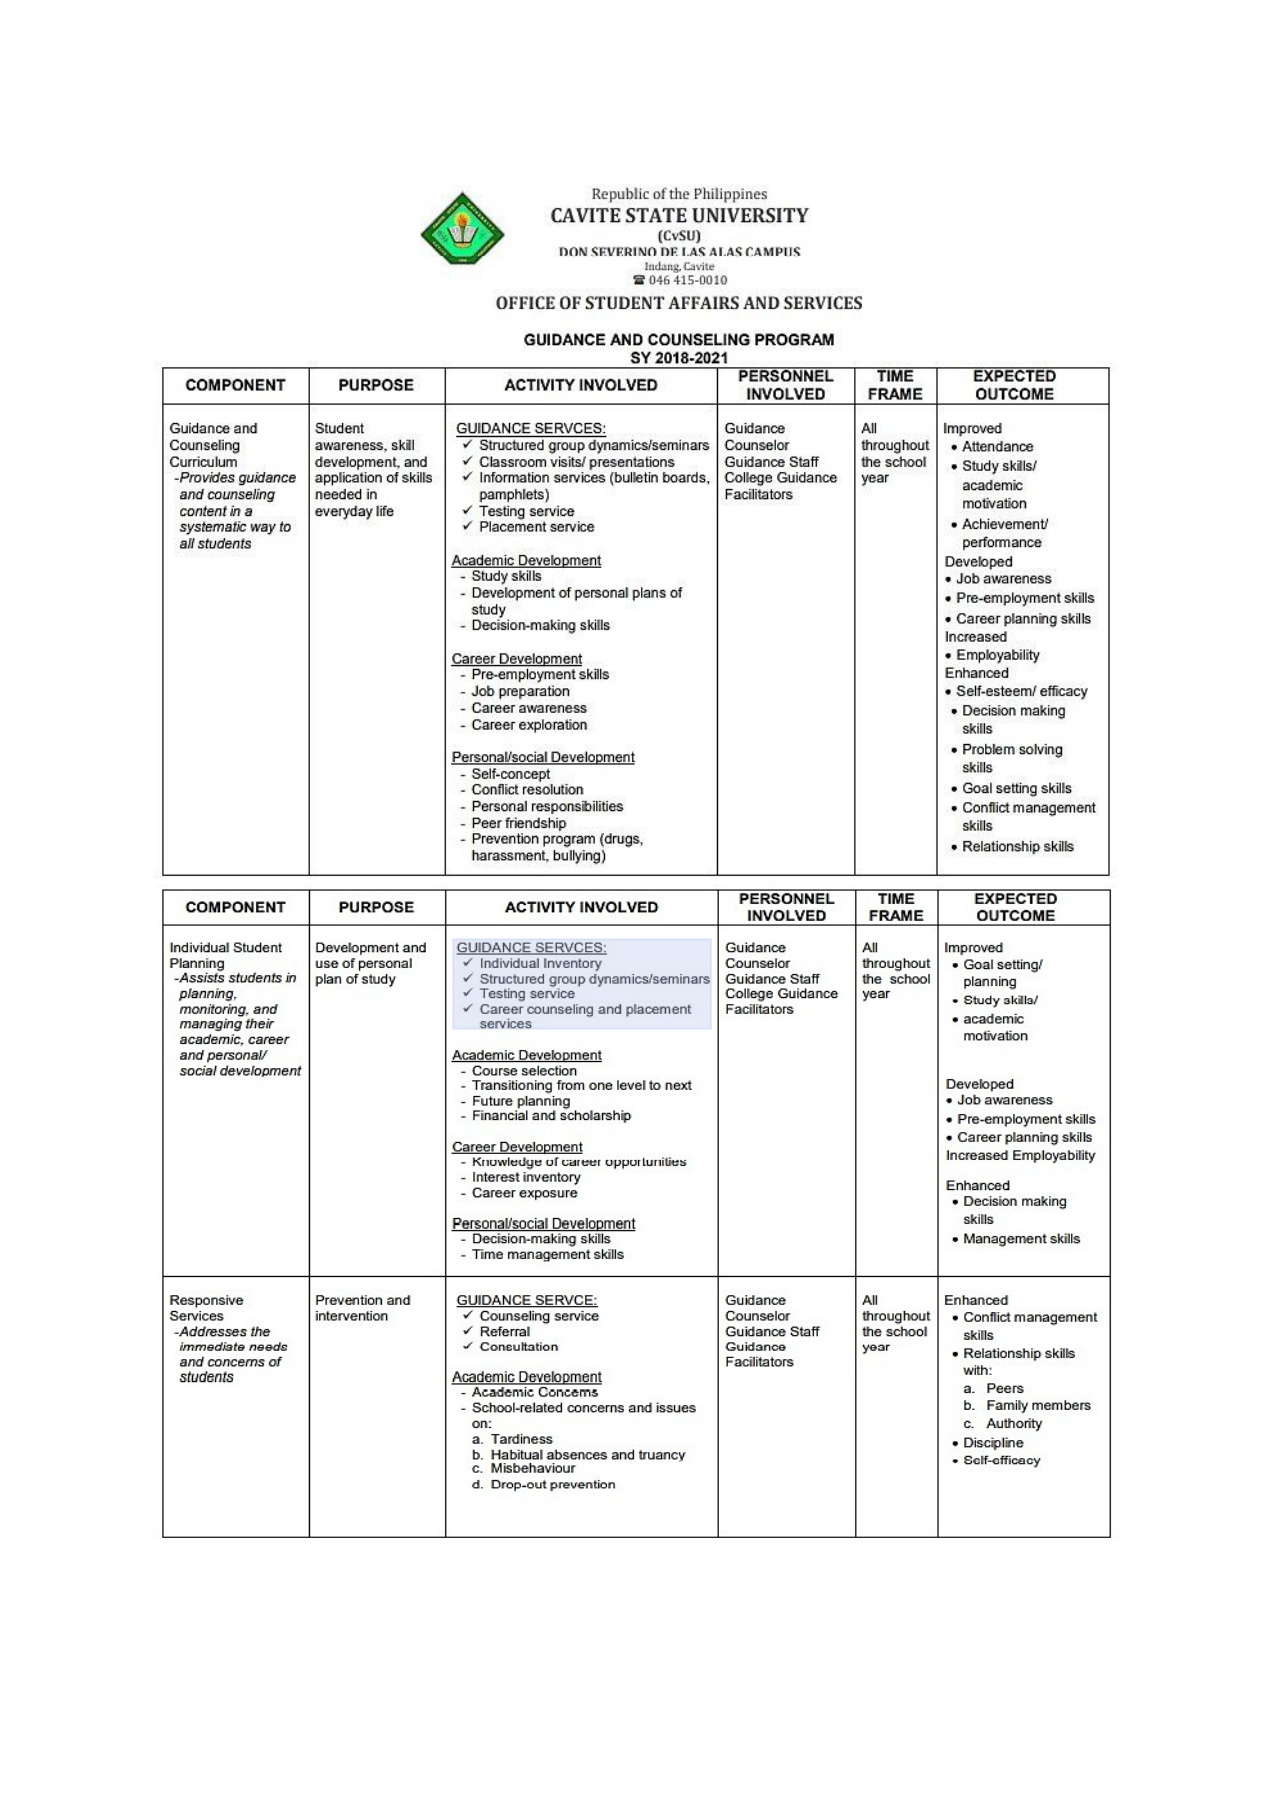 Republic of the Philippines
CAVITE STATE UNIVERSITY
(CvSU)
DON SEVERINO DE LAS ALAS CAMPUS
Indang, Cavite
☎ 046 415-0010
OFFICE OF STUDENT AFFAIRS AND SERVICES
GUIDANCE AND COUNSELING PROGRAM
SY 2018-2021
COMPONENT
PURPOSE
ACTIVITY INVOLVED
PERSONNEL
INVOLVED
TIME
FRAME
EXPECTED
OUTCOME
Guidance and
Counseling
Curriculum
-Provides guidance
and counseling
content in a
systematic way to
all students
Student
awareness, skill
development, and
application of skills
needed in
everyday life
GUIDANCE SERVCES:
✓ Structured group dynamics/seminars
✓ Classroom visits/ presentations
✓ Information services (bulletin boards,
pamphlets)
✓ Testing service
✓ Placement service
Academic Development
- Study skills
- Development of personal plans of
study
- Decision-making skills
Career Development
- Pre-employment skills
- Job preparation
- Career awareness
- Career exploration
Personal/social Development
- Self-concept
- Conflict resolution
- Personal responsibilities
- Peer friendship
- Prevention program (drugs,
harassment, bullying)
Guidance
Counselor
Guidance Staff
College Guidance
Facilitators
All
throughout
the school
year
Improved
• Attendance
• Study skills/
academic
motivation
• Achievement/
performance
Developed
• Job awareness
• Pre-employment skills
• Career planning skills
Increased
• Employability
Enhanced
• Self-esteem/ efficacy
• Decision making
skills
• Problem solving
skills
• Goal setting skills
• Conflict management
skills
• Relationship skills
COMPONENT
PURPOSE
ACTIVITY INVOLVED
PERSONNEL
INVOLVED
TIME
FRAME
EXPECTED
OUTCOME
Individual Student
Planning
-Assists students in
planning,
monitoring, and
managing their
academic, career
and personal/
social development
Development and
use of personal
plan of study
GUIDANCE SERVCES:
✓ Individual Inventory
✓ Structured group dynamics/seminars
✓ Testing service
✓ Career counseling and placement
services
Academic Development
- Course selection
- Transitioning from one level to next
- Future planning
- Financial and scholarship
Career Development
- Knowledge of career opportunities
- Interest inventory
- Career exposure
Personal/social Development
- Decision-making skills
- Time management skills
Guidance
Counselor
Guidance Staff
College Guidance
Facilitators
All
throughout
the school
year
Improved
• Goal setting/
planning
• Study skills/
• academic
motivation
Developed
• Job awareness
• Pre-employment skills
• Career planning skills
Increased Employability
Enhanced
• Decision making
skills
• Management skills
Responsive
Services
-Addresses the
immediate needs
and concerns of
students
Prevention and
intervention
GUIDANCE SERVCE:
✓ Counseling service
✓ Referral
✓ Consultation
Academic Development
- Academic Concerns
- School-related concerns and issues
on:
a. Tardiness
b. Habitual absences and truancy
c. Misbehaviour
d. Drop-out prevention
Guidance
Counselor
Guidance Staff
Guidance
Facilitators
All
throughout
the school
year
Enhanced
• Conflict management
skills
• Relationship skills
with:
a. Peers
b. Family members
c. Authority
• Discipline
• Self-efficacy